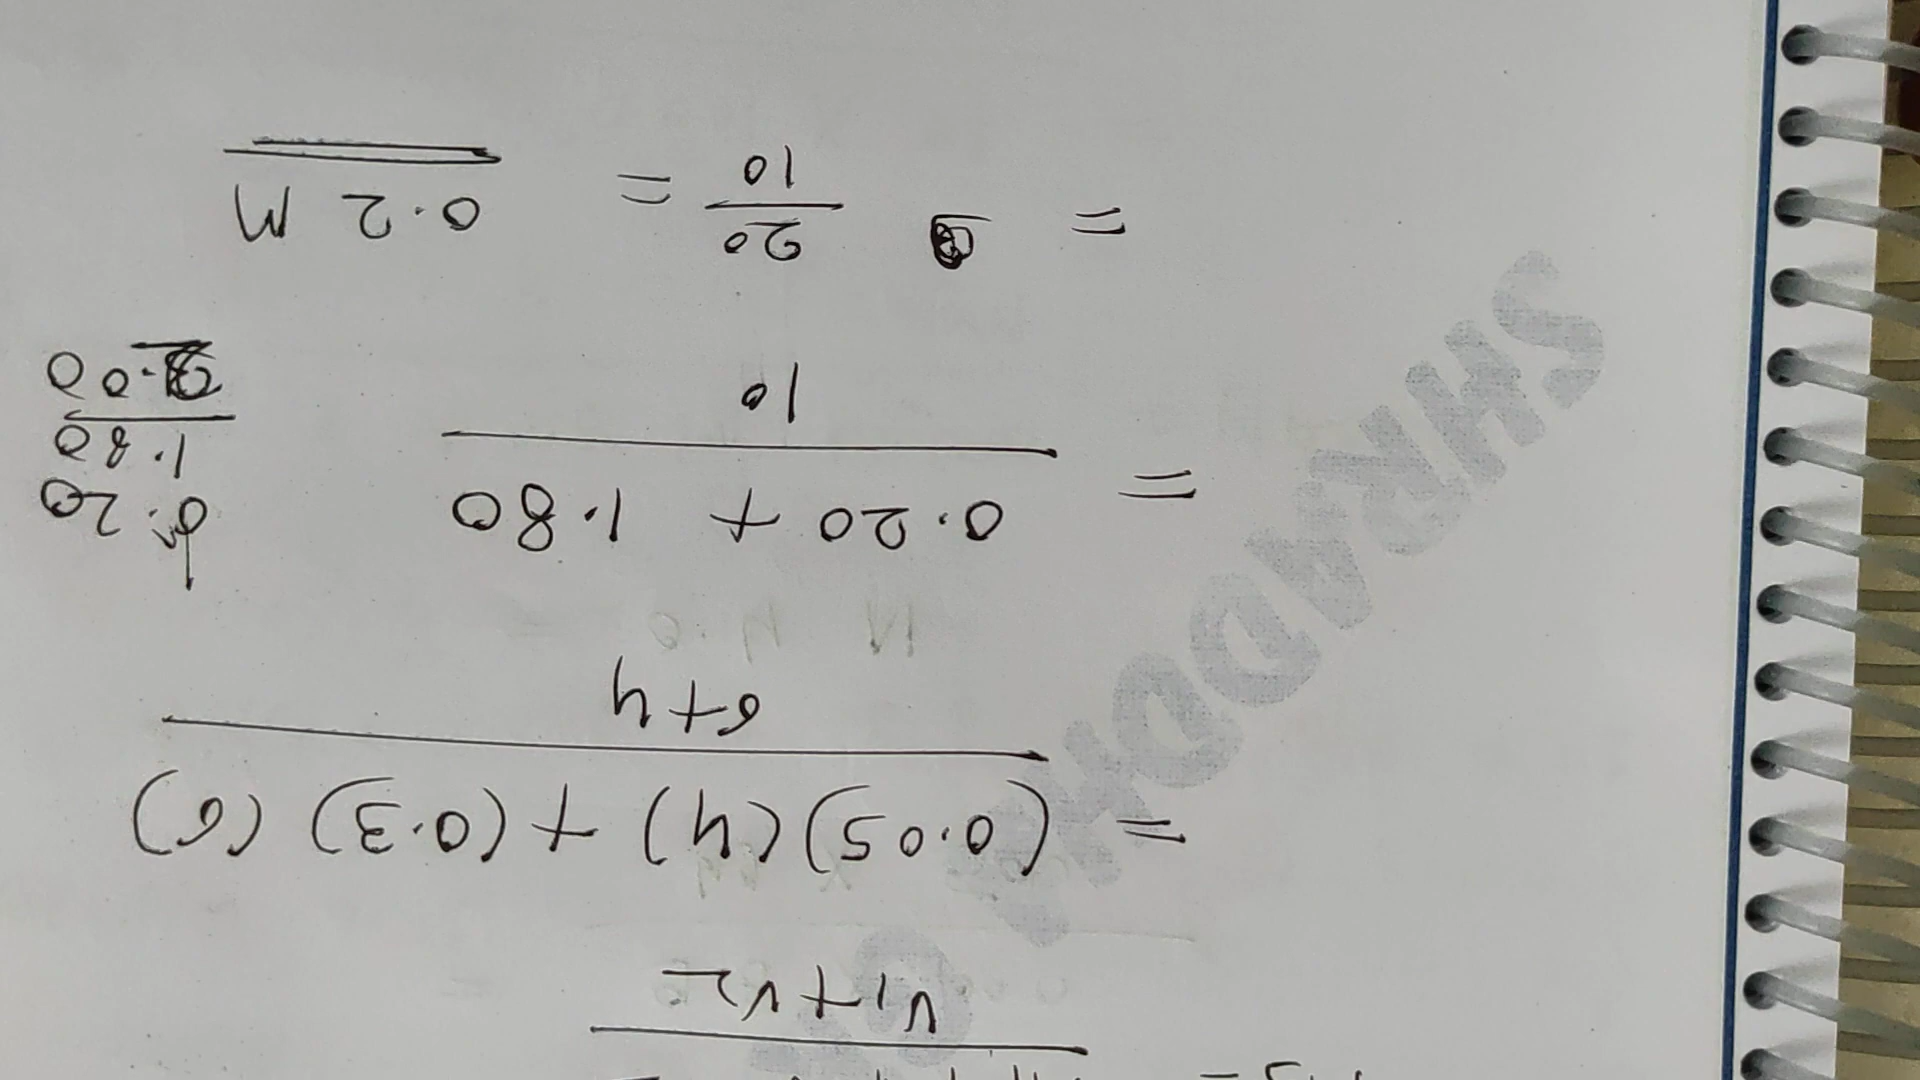 V1+V2
= (0.05)(4) + (0.3) (6)
6+4
= 0.20 + 1.80
10
0.20
1.80
2.00
= 20
10
= 0.2 M
SHRADDHA